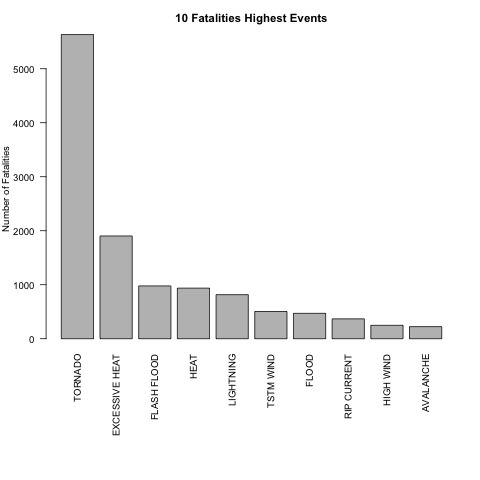 10 Fatalities Highest Events
Number of Fatalities
5000
4000
3000
2000
1000
0
TORNADO
EXCESSIVE HEAT
FLASH FLOOD
HEAT
LIGHTNING
TSTM WIND
FLOOD
RIP CURRENT
HIGH WIND
AVALANCHE